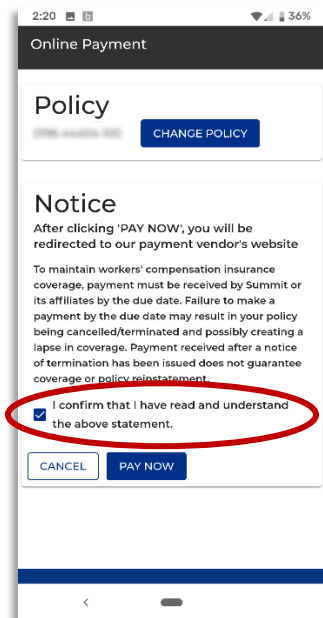 2:20
36%
Online Payment
Policy
CHANGE POLICY
Notice
After clicking 'PAY NOW', you will be
redirected to our payment vendor's website
To maintain workers' compensation insurance
coverage, payment must be received by Summit or
its affiliates by the due date. Failure to make a
payment by the due date may result in your policy
being cancelled/terminated and possibly creating a
lapse in coverage. Payment received after a notice
of termination has been issued does not guarantee
coverage or policy reinstatement.
I confirm that I have read and understand
the above statement.
CANCEL
PAY NOW